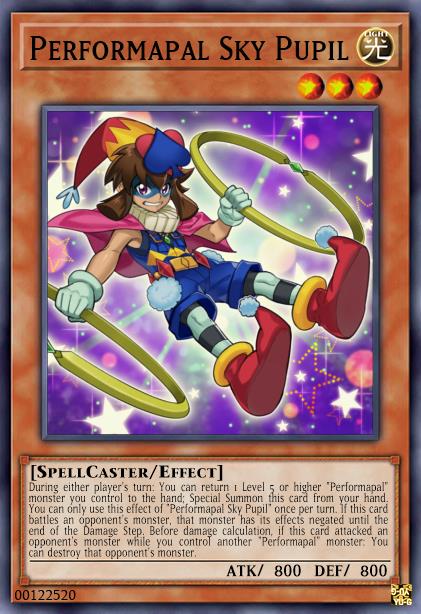 Performapal Sky Pupil
LIGHT
光
[SpellCaster/Effect]
During either player's turn: You can return 1 Level 5 or higher "Performapal"
monster you control to the hand; Special Summon this card from your hand.
You can only use this effect of "Performapal Sky Pupil" once per turn. If this card
battles an opponent's monster, that monster has its effects negated until the
end of the Damage Step. Before damage calculation, if this card attacked an
opponent's monster while you control another "Performapal" monster: You
can destroy that opponent's monster.
ATK/ 800 DEF/ 800
00122520